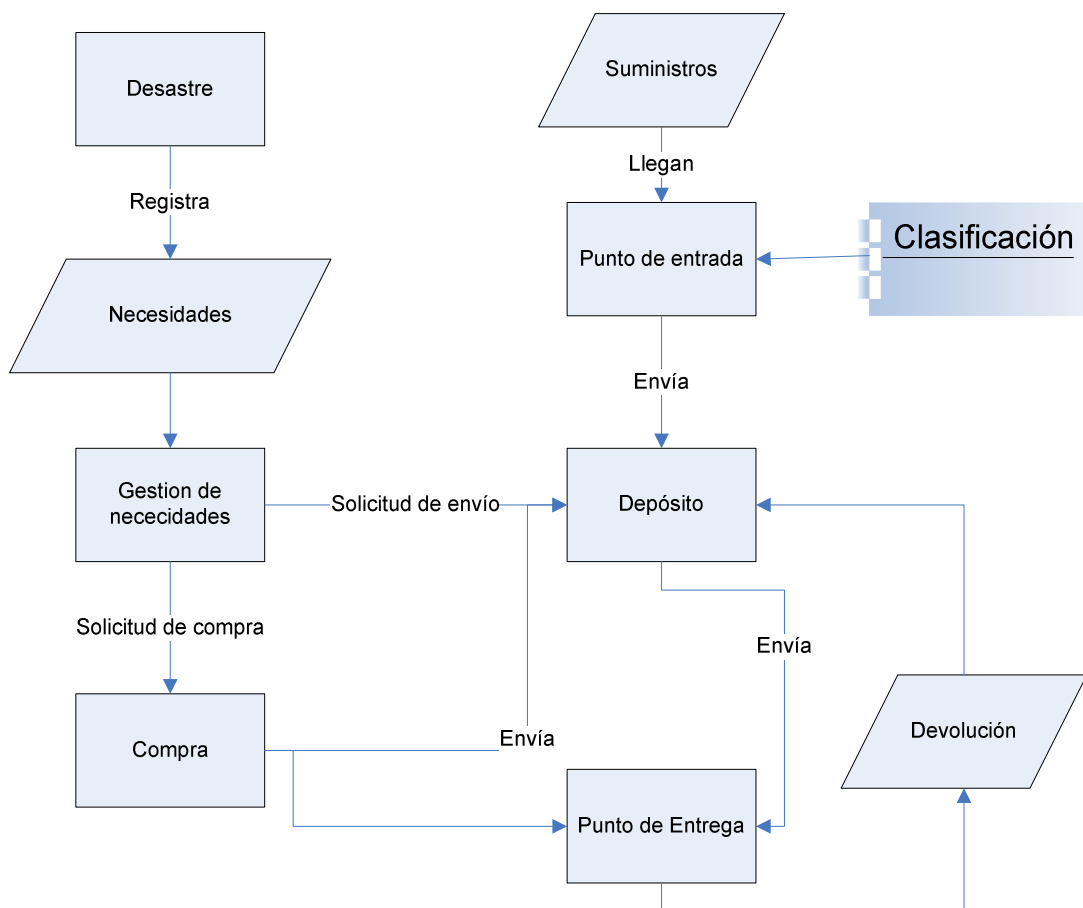 Desastre
Suministros
Registra
Llegan
Punto de entrada
Clasificación
Necesidades
Envía
Gestion de
nececidades
Solicitud de envío
Depósito
Solicitud de compra
Envía
Compra
Envía
Devolución
Punto de Entrega